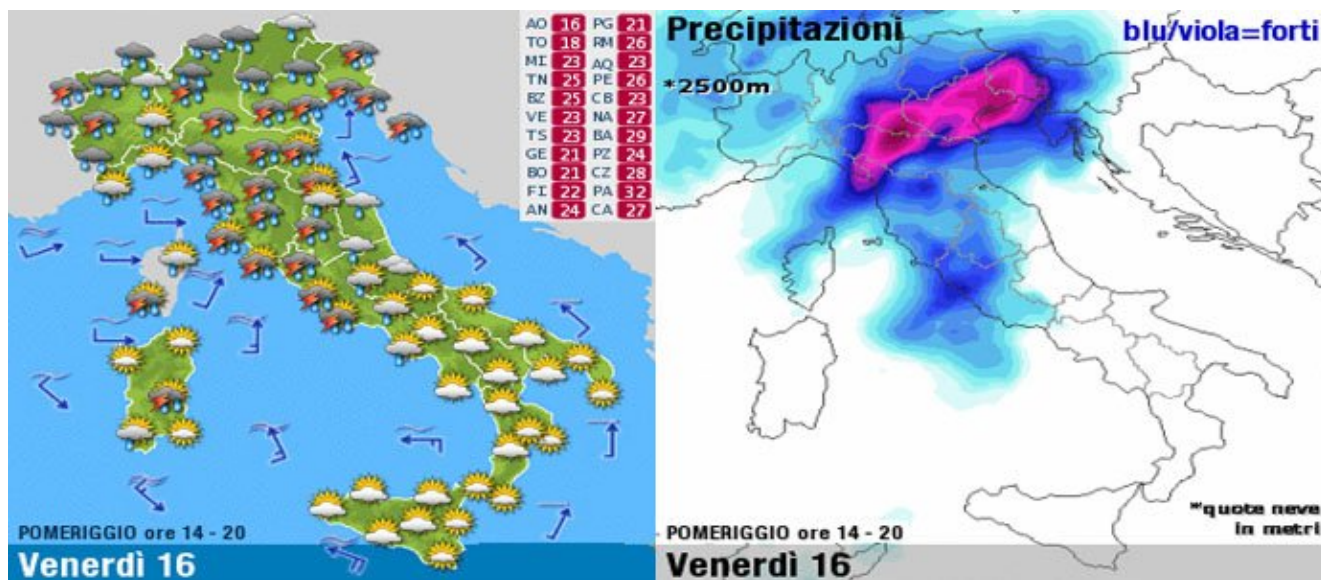 AO 16 PG 21
TO 18 RM 26
MI 23 AQ 23
TN 25 PE 26
BZ 25 CB 23
VE 23 NA 27
TS 23 BA 29
GE 21 PZ 24
BO 21 CZ 28
FI 22 PA 32
AN 24 CA 27
POMERIGGIO ore 14 - 20
Venerdì 16
Precipitazioni
blu/viola=forti
*2500m
*quote neve
in metri
POMERIGGIO ore 14 - 20
Venerdì 16